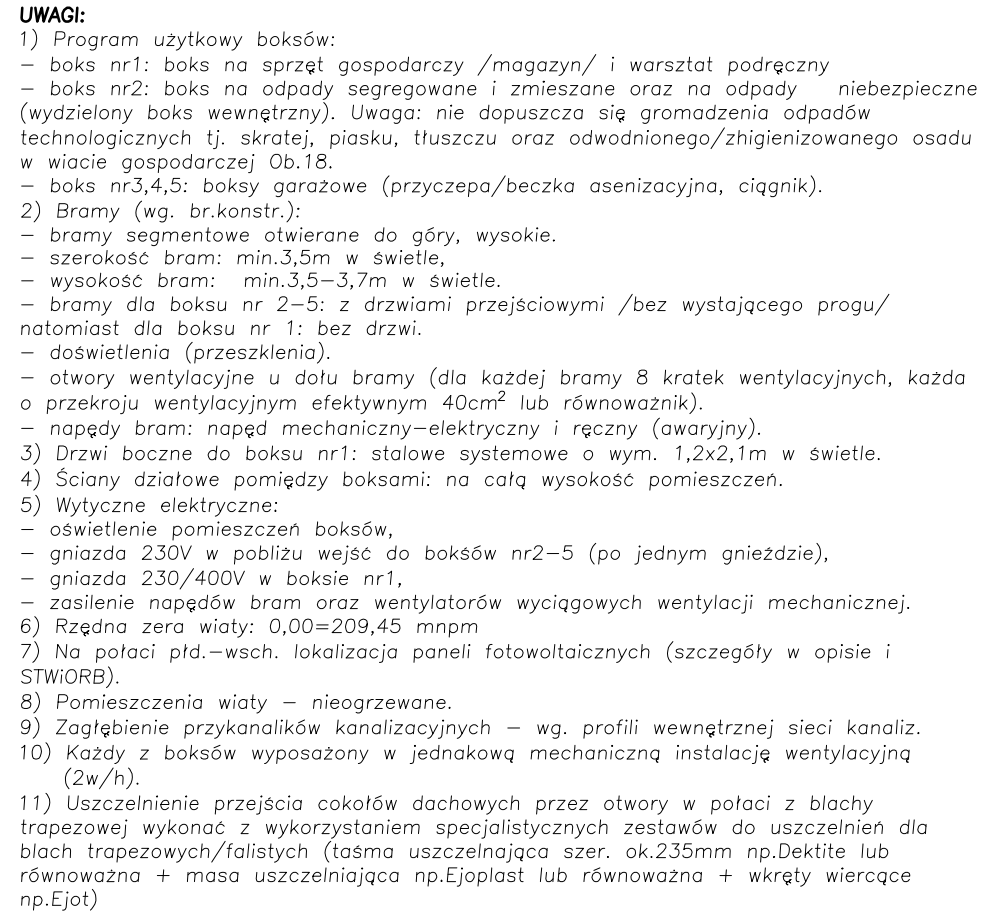 UWAGI:
1) Program użytkowy boksów:
– boks nr1: boks na sprzęt gospodarczy /magazyn/ i warsztat podręczny
– boks nr2: boks na odpady segregowane i zmieszane oraz na odpady niebezpieczne
(wydzielony boks wewnętrzny). Uwaga: nie dopuszcza się gromadzenia odpadów
technologicznych tj. skratej, piasku, tłuszczu oraz odwodnionego/zhigienizowanego osadu
w wiacie gospodarczej Ob.18.
– boks nr3,4,5: boksy garażowe (przyczepa/beczka asenizacyjna, ciągnik).
2) Bramy (wg. br.konstr.):
– bramy segmentowe otwierane do góry, wysokie.
– szerokość bram: min.3,5m w świetle,
– wysokość bram: min.3,5–3,7m w świetle.
– bramy dla boksu nr 2–5: z drzwiami przejściowymi /bez wystającego progu/
natomiast dla boksu nr 1: bez drzwi.
– doświetlenia (przeszklenia).
– otwory wentylacyjne u dołu bramy (dla każdej bramy 8 kratek wentylacyjnych, każda
o przekroju wentylacyjnym efektywnym 40cm² lub równoważnik).
– napędy bram: napęd mechaniczny–elektryczny i ręczny (awaryjny).
3) Drzwi boczne do boksu nr1: stalowe systemowe o wym. 1,2x2,1m w świetle.
4) Ściany działowe pomiędzy boksami: na całą wysokość pomieszczeń.
5) Wytyczne elektryczne:
– oświetlenie pomieszczeń boksów,
– gniazda 230V w pobliżu wejść do bokśów nr2–5 (po jednym gnieździe),
– gniazda 230/400V w boksie nr1,
– zasilenie napędów bram oraz wentylatorów wyciągowych wentylacji mechanicznej.
6) Rzędna zera wiaty: 0,00=209,45 mnpm
7) Na połaci płd.–wsch. lokalizacja paneli fotowoltaicznych (szczegóły w opisie i
STWiORB).
8) Pomieszczenia wiaty – nieogrzewane.
9) Zagłębienie przykanalików kanalizacyjnych – wg. profili wewnętrznej sieci kanaliz.
10) Każdy z boksów wyposażony w jednakową mechaniczną instalację wentylacyjną
(2w/h).
11) Uszczelnienie przejścia cokołów dachowych przez otwory w połaci z blachy
trapezowej wykonać z wykorzystaniem specjalistycznych zestawów do uszczelnień dla
blach trapezowych/falistych (taśma uszczelnająca szer. ok.235mm np.Dektite lub
równoważna + masa uszczelniająca np.Ejoplast lub równoważna + wkręty wiercące
np.Ejot)